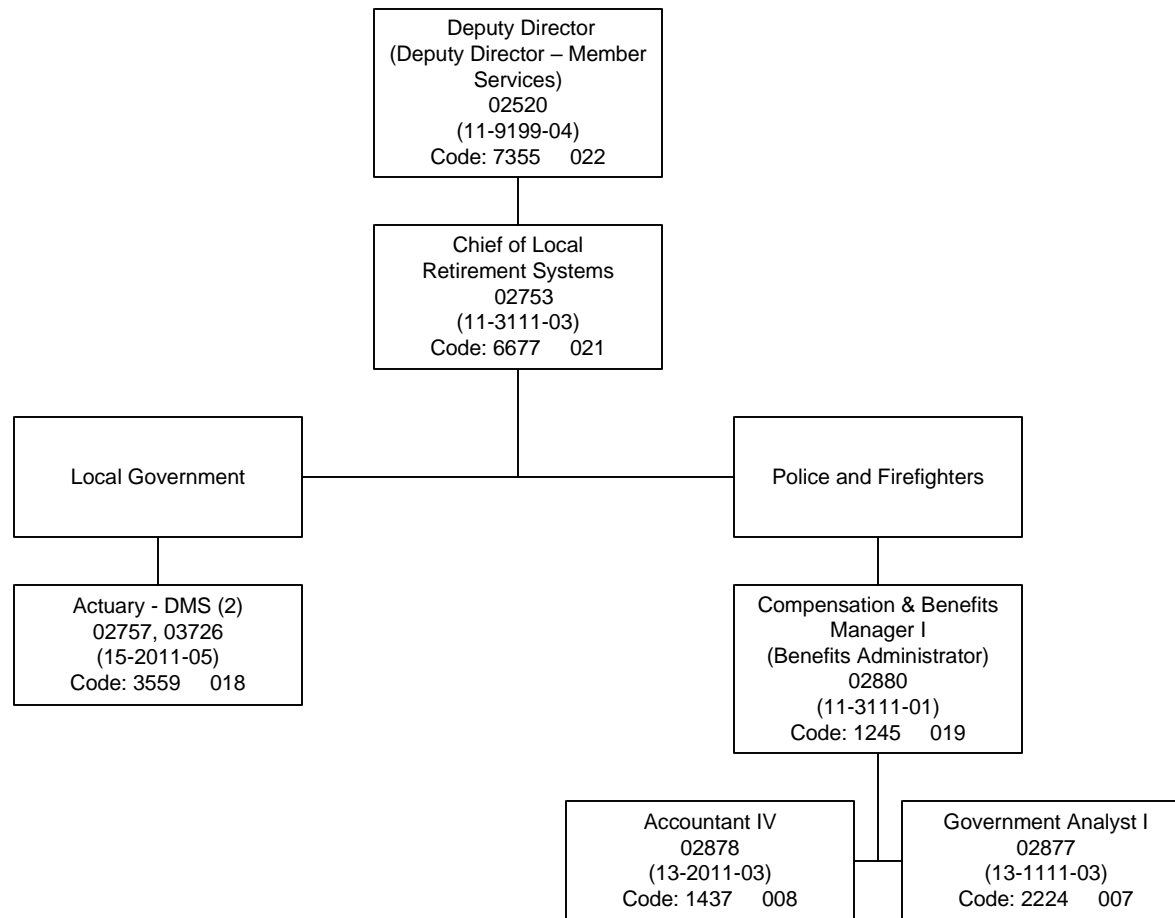 Deputy Director
(Deputy Director – Member
Services)
02520
(11-9199-04)
Code: 7355 022
Chief of Local
Retirement Systems
02753
(11-3111-03)
Code: 6677 021
Local Government
Police and Firefighters
Actuary - DMS (2)
02757, 03726
(15-2011-05)
Code: 3559 018
Compensation & Benefits
Manager I
(Benefits Administrator)
02880
(11-3111-01)
Code: 1245 019
Accountant IV
02878
(13-2011-03)
Code: 1437 008
Government Analyst I
02877
(13-1111-03)
Code: 2224 007